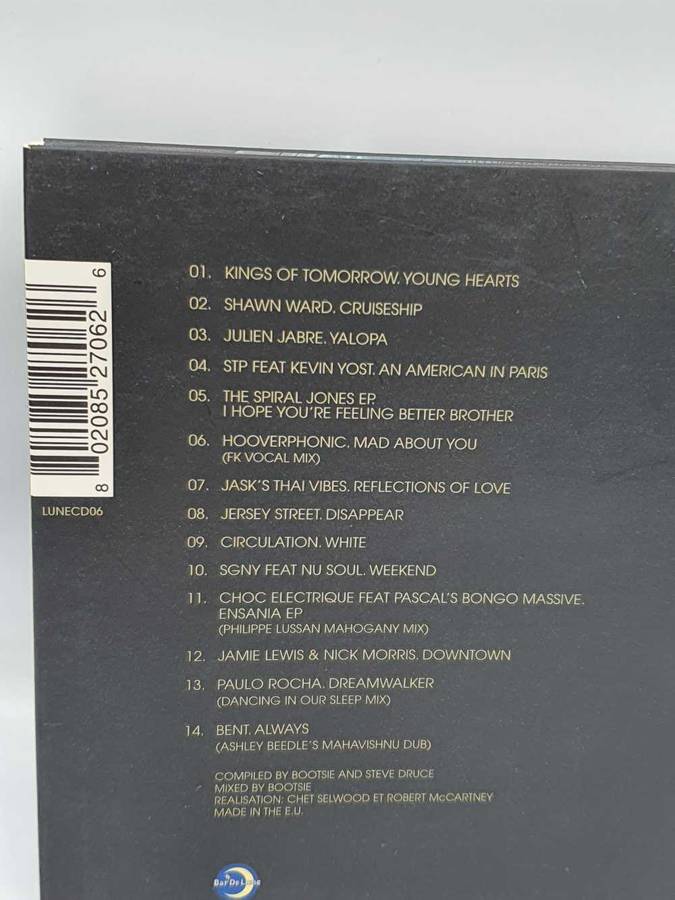 01. KINGS OF TOMORROW. YOUNG HEARTS
02. SHAWN WARD. CRUISESHIP
03. JULIEN JABRE. YALOPA
04. STP FEAT KEVIN YOST. AN AMERICAN IN PARIS
05. THE SPIRAL JONES EP.
I HOPE YOU'RE FEELING BETTER BROTHER
06. HOOVERPHONIC. MAD ABOUT YOU
(FK VOCAL MIX)
07. JASK'S THAI VIBES. REFLECTIONS OF LOVE
08. JERSEY STREET. DISAPPEAR
09. CIRCULATION. WHITE
10. SGNY FEAT NU SOUL. WEEKEND
11. CHOC ELECTRIQUE FEAT PASCAL'S BONGO MASSIVE.
ENSANIA EP
(PHILIPPE LUSSAN MAHOGANY MIX)
12. JAMIE LEWIS & NICK MORRIS. DOWNTOWN
13. PAULO ROCHA. DREAMWALKER
(DANCING IN OUR SLEEP MIX)
14. BENT. ALWAYS
(ASHLEY BEEDLE'S MAHAVISHNU DUB)
COMPILED BY BOOTSIE AND STEVE DRUCE
MIXED BY BOOTSIE
REALISATION: CHET SELWOOD ET ROBERT McCARTNEY
MADE IN THE E.U.
8 02085 27062 6
LUNECD06
Bar De Lune